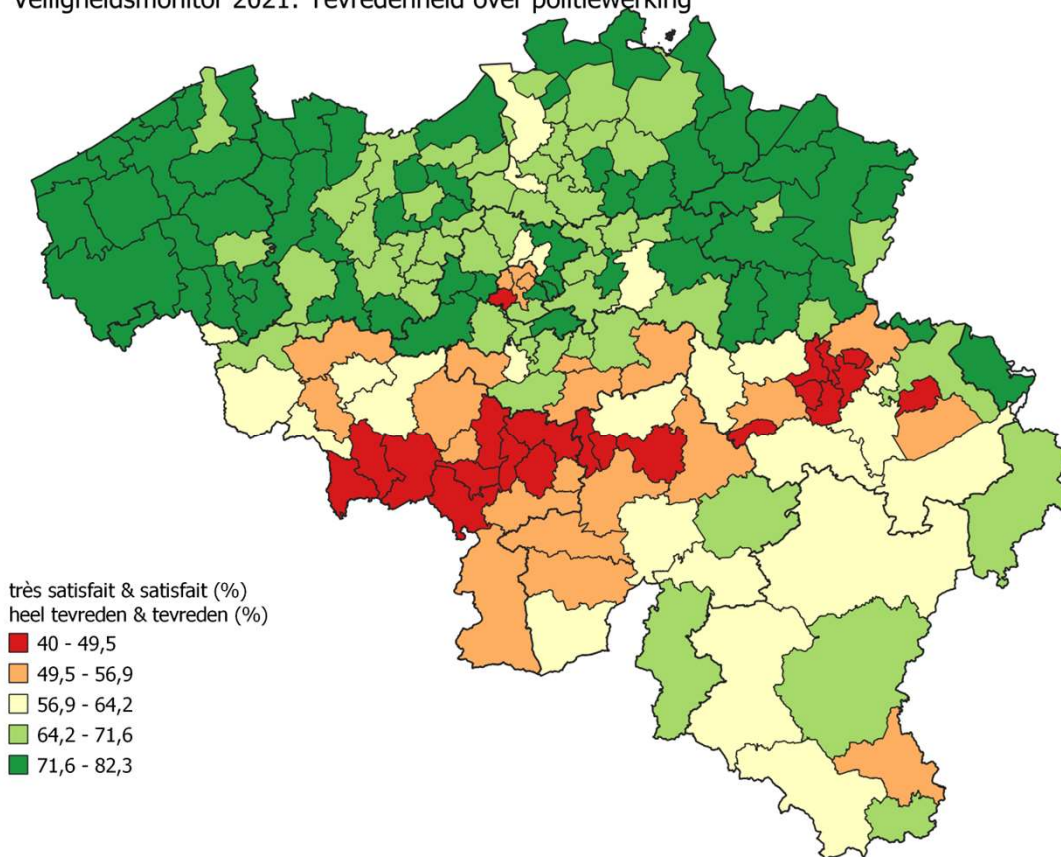 Veiligheidsmonitor 2021: Tevredenheid over politiewerking
très satisfait & satisfait (%)
heel tevreden & tevreden (%)
40 - 49,5
49,5 - 56,9
56,9 - 64,2
64,2 - 71,6
71,6 - 82,3